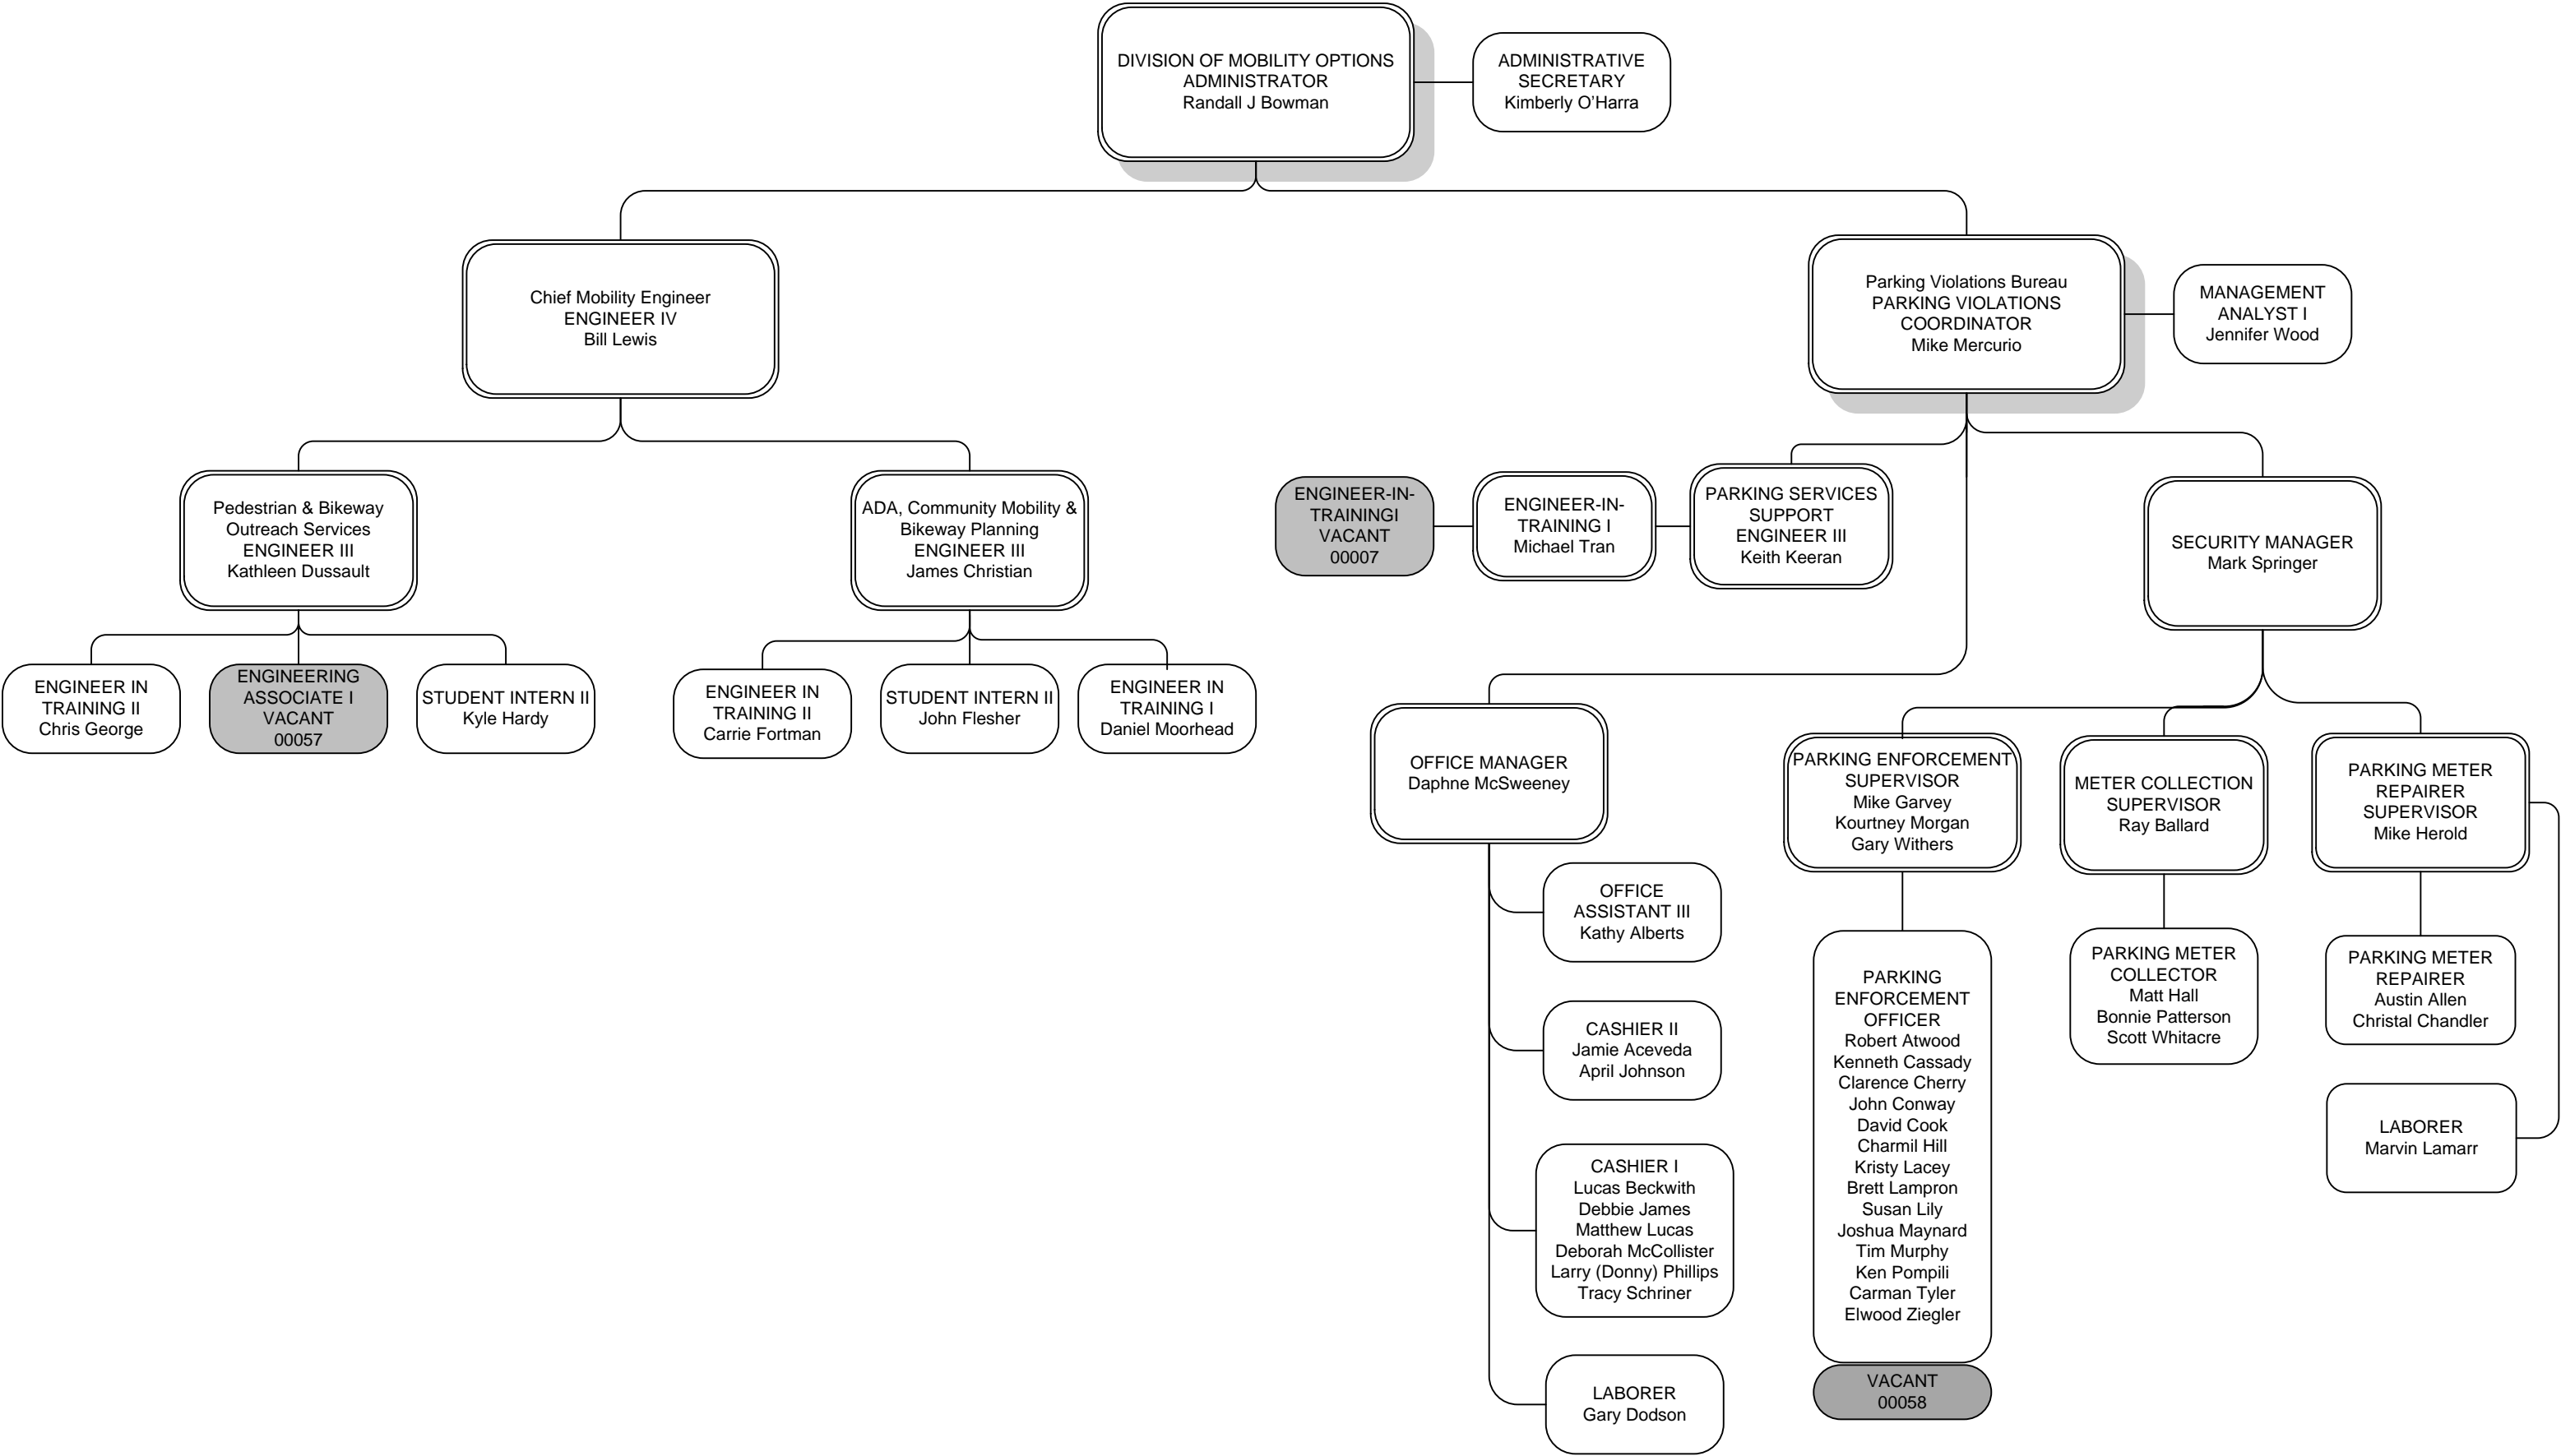 DIVISION OF MOBILITY OPTIONS
ADMINISTRATOR
Randall J Bowman
ADMINISTRATIVE
SECRETARY
Kimberly O'Harra
Chief Mobility Engineer
ENGINEER IV
Bill Lewis
Parking Violations Bureau
PARKING VIOLATIONS
COORDINATOR
Mike Mercurio
MANAGEMENT
ANALYST I
Jennifer Wood
Pedestrian & Bikeway
Outreach Services
ENGINEER III
Kathleen Dussault
ADA, Community Mobility &
Bikeway Planning
ENGINEER III
James Christian
ENGINEER-IN-
TRAININGI
VACANT
00007
ENGINEER-IN-
TRAINING I
Michael Tran
PARKING SERVICES
SUPPORT
ENGINEER III
Keith Keeran
SECURITY MANAGER
Mark Springer
ENGINEER IN
TRAINING II
Chris George
ENGINEERING
ASSOCIATE I
VACANT
00057
STUDENT INTERN II
Kyle Hardy
ENGINEER IN
TRAINING II
Carrie Fortman
STUDENT INTERN II
John Flesher
ENGINEER IN
TRAINING I
Daniel Moorhead
OFFICE MANAGER
Daphne McSweeney
PARKING ENFORCEMENT
SUPERVISOR
Mike Garvey
Kourtney Morgan
Gary Withers
METER COLLECTION
SUPERVISOR
Ray Ballard
PARKING METER
REPAIRER
SUPERVISOR
Mike Herold
OFFICE
ASSISTANT III
Kathy Alberts
CASHIER II
Jamie Aceveda
April Johnson
CASHIER I
Lucas Beckwith
Debbie James
Matthew Lucas
Deborah McCollister
Larry (Donny) Phillips
Tracy Schriner
LABORER
Gary Dodson
PARKING
ENFORCEMENT
OFFICER
Robert Atwood
Kenneth Cassady
Clarence Cherry
John Conway
David Cook
Charmil Hill
Kristy Lacey
Brett Lampron
Susan Lily
Joshua Maynard
Tim Murphy
Ken Pompili
Carman Tyler
Elwood Ziegler
VACANT
00058
PARKING METER
COLLECTOR
Matt Hall
Bonnie Patterson
Scott Whitacre
PARKING METER
REPAIRER
Austin Allen
Christal Chandler
LABORER
Marvin Lamarr